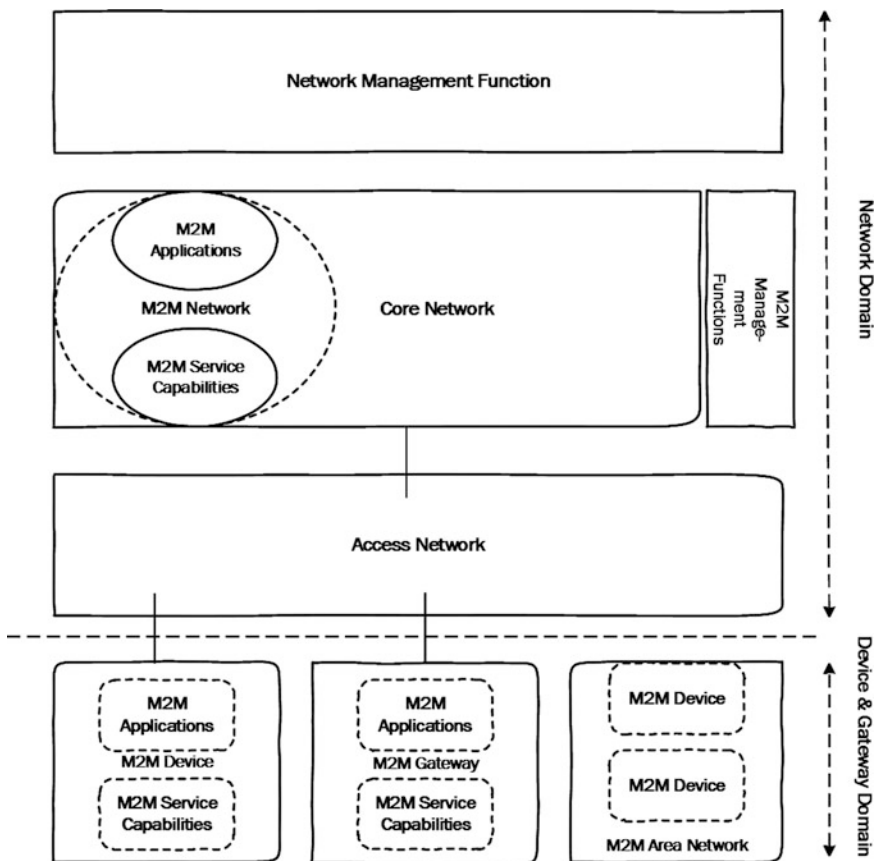 Network Management Function
M2M
Applications
M2M Network
M2M Service
Capabilities
Core Network
M2M
Manage-
ment
Functions
Network Domain
Access Network
M2M
Applications
M2M Device
M2M Service
Capabilities
M2M
Applications
M2M Gateway
M2M Service
Capabilities
M2M Device
M2M Device
M2M Area Network
Device & Gateway Domain